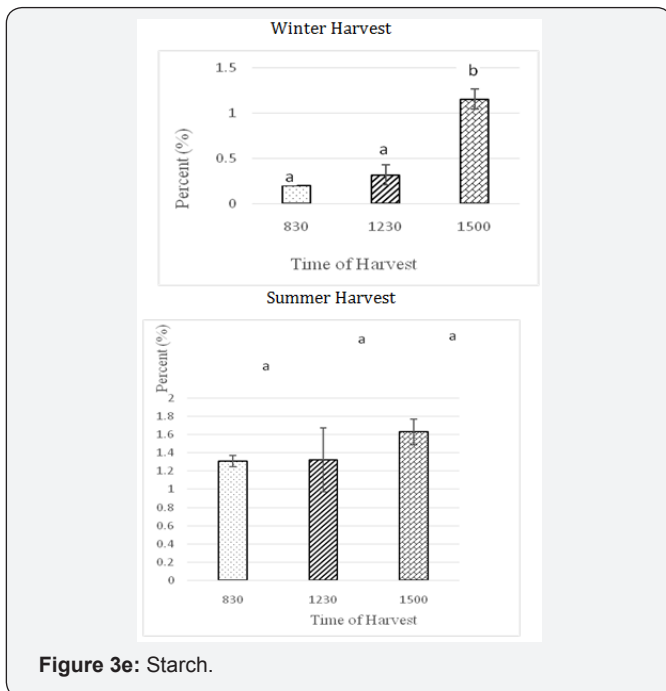 Winter Harvest
1.5
b
1
Percent (%)
a
0.5
a
0
830 1230 1500
Time of Harvest
Summer Harvest
Percent (%)
a a
a
2
1.8
1.6
1.4
1.2
1
0.8
0.6
0.4
0.2
0
830 1230 1500
Time of Harvest
Figure 3e: Starch.